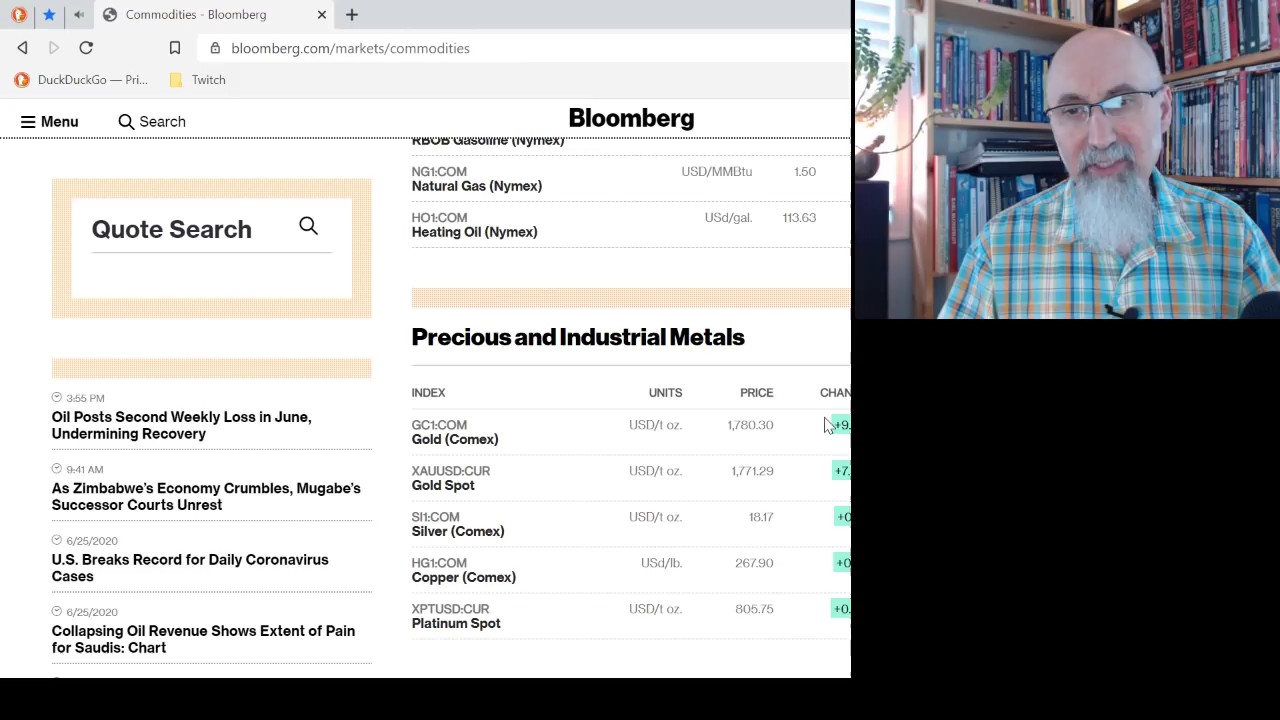 Commodities - Bloomberg
bloomberg.com/markets/commodities
DuckDuckGo — Pri...
Twitch
Menu
Search
Bloomberg
RBOB Gasoline (Nymex)
NG1:COM USD/MMBtu 1.50
Natural Gas (Nymex)
HO1:COM USd/gal. 113.63
Heating Oil (Nymex)
Quote Search
Precious and Industrial Metals
INDEX UNITS PRICE CHAN
GC1:COM USD/t oz. 1,780.30 +9.
Gold (Comex)
XAUUSD:CUR USD/t oz. 1,771.29 +7.
Gold Spot
SI1:COM USD/t oz. 18.17 +0
Silver (Comex)
HG1:COM USd/lb. 267.90 +0
Copper (Comex)
XPTUSD:CUR USD/t oz. 805.75 +0.
Platinum Spot
3:55 PM
Oil Posts Second Weekly Loss in June,
Undermining Recovery
9:41 AM
As Zimbabwe’s Economy Crumbles, Mugabe’s
Successor Courts Unrest
6/25/2020
U.S. Breaks Record for Daily Coronavirus
Cases
6/25/2020
Collapsing Oil Revenue Shows Extent of Pain
for Saudis: Chart